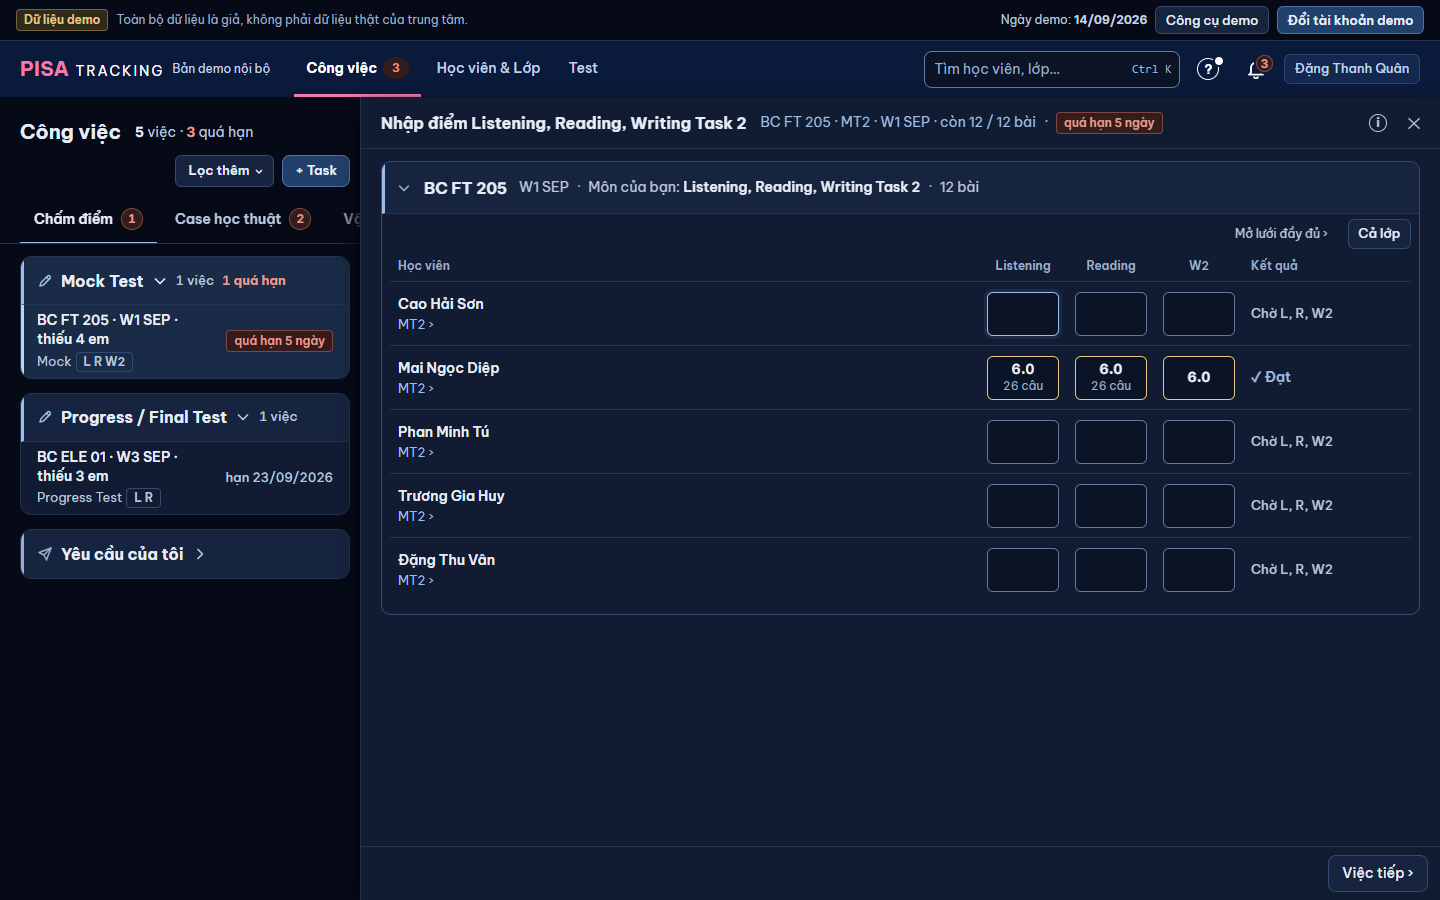 Dữ liệu demo Toàn bộ dữ liệu là giả, không phải dữ liệu thật của trung tâm. Ngày demo: 14/09/2026 Công cụ demo Đổi tài khoản demo
PISA TRACKING Bản demo nội bộ Công việc 3 Học viên & Lớp Test Tìm học viên, lớp... Ctrl K ? 3 Đặng Thanh Quân
Công việc 5 việc · 3 quá hạn
Lọc thêm + Task
Chấm điểm 1 Case học thuật 2
Mock Test 1 việc 1 quá hạn
BC FT 205 · W1 SEP ·
thiếu 4 em
quá hạn 5 ngày
Mock L R W2
Progress / Final Test 1 việc
BC ELE 01 · W3 SEP ·
thiếu 3 em
hạn 23/09/2026
Progress Test L R
Yêu cầu của tôi
Nhập điểm Listening, Reading, Writing Task 2 BC FT 205 · MT2 · W1 SEP · còn 12 / 12 bài · quá hạn 5 ngày
BC FT 205 W1 SEP · Môn của bạn: Listening, Reading, Writing Task 2 · 12 bài
Mở lưới đầy đủ › Cả lớp
Học viên Listening Reading W2 Kết quả
Cao Hải Sơn
MT2 ›
Chờ L, R, W2
Mai Ngọc Diệp
MT2 ›
6.0 6.0 6.0
26 câu 26 câu
✓ Đạt
Phan Minh Tú
MT2 ›
Chờ L, R, W2
Trương Gia Huy
MT2 ›
Chờ L, R, W2
Đặng Thu Vân
MT2 ›
Chờ L, R, W2
Việc tiếp ›